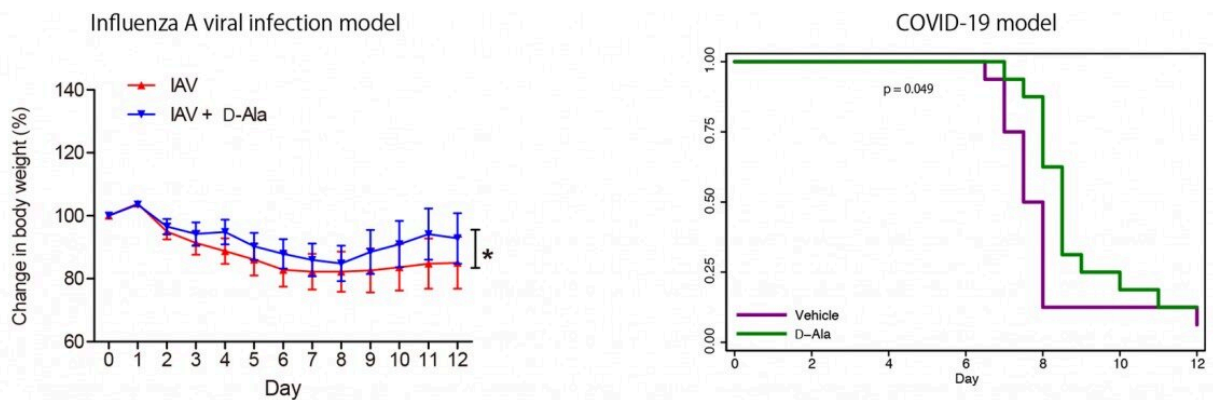 Influenza A viral infection model
IAV
IAV + D-Ala
Change in body weight (%)
140
120
100
80
60
*
0 1 2 3 4 5 6 7 8 9 10 11 12
Day
COVID-19 model
p = 0.049
1.00
0.75
0.50
0.25
0.00
Vehicle
D–Ala
0 2 4 6 8 10 12
Day